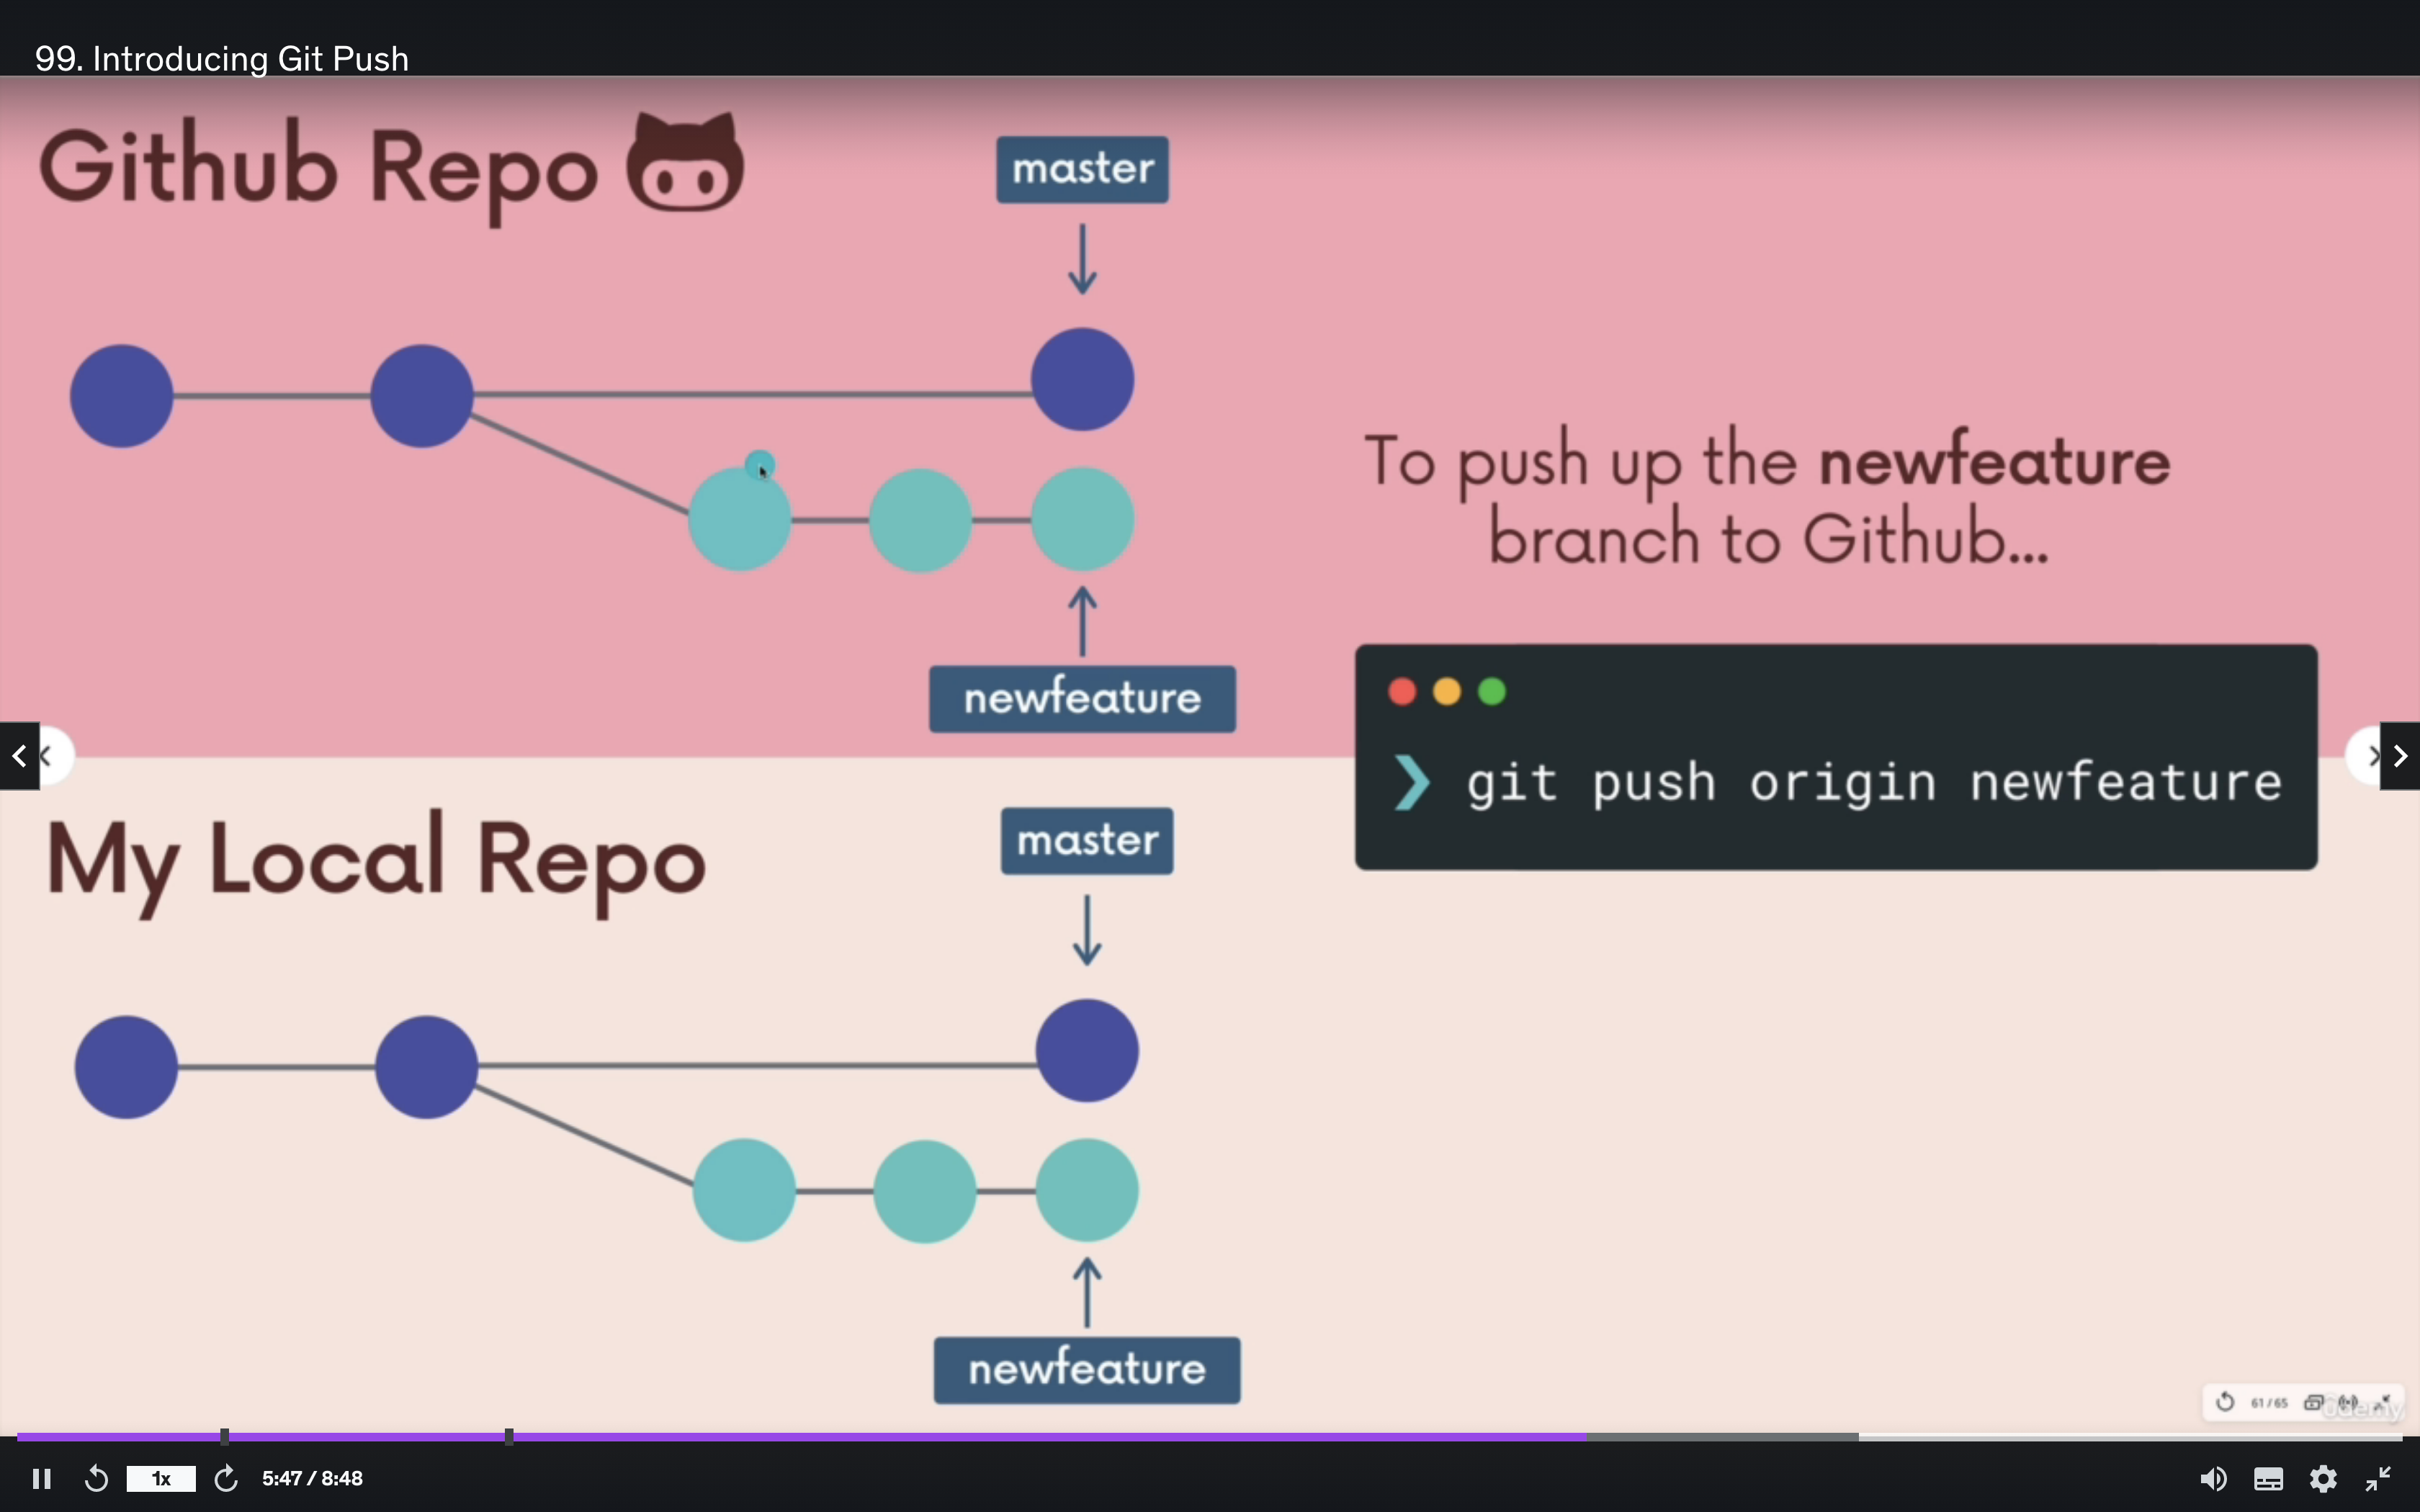 99. Introducing Git Push
Github Repo
master
newfeature
To push up the newfeature
branch to Github...
git push origin newfeature
My Local Repo
master
newfeature
61 / 65
udemy
1x
5:47 / 8:48